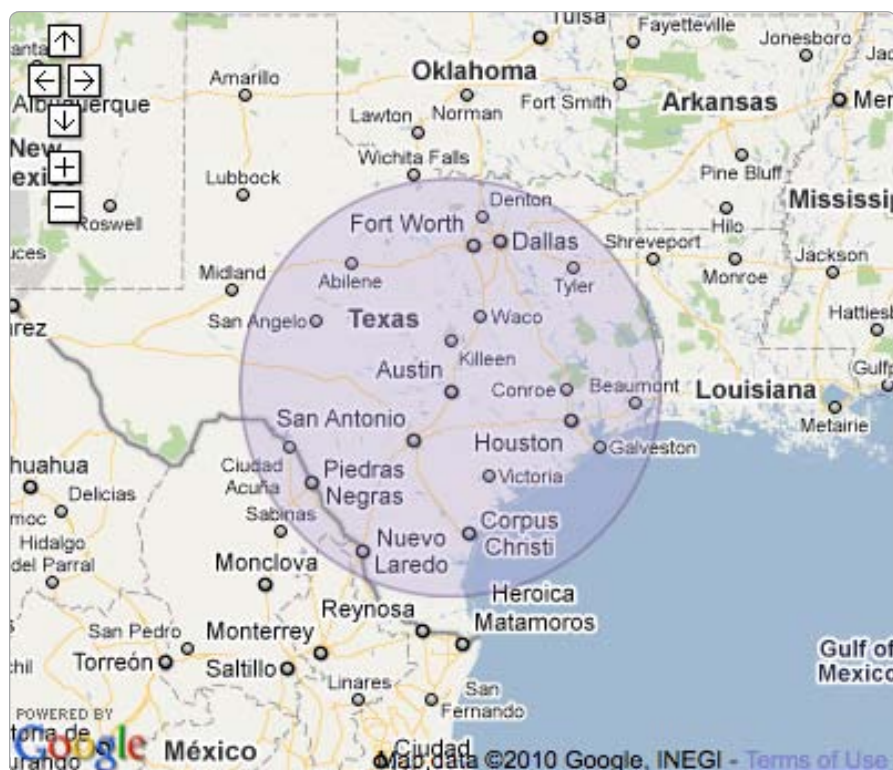 Tulsa
Fayetteville
Jonesboro
Amarillo
Oklahoma
Fort Smith
Arkansas
Albuquerque
Norman
Lawton
Wichita Falls
Pine Bluff
New
Lubbock
Roswell
Denton
Hilo
Fort Worth
Dallas
Shreveport
Monroe
Jackson
Midland
Abilene
Tyler
San Angelo
Texas
Waco
Killeen
Austin
Conroe
Beaumont
Louisiana
Metairie
San Antonio
Houston
Galveston
Ciudad
Acuña
Piedras
Negras
Victoria
Delicias
Sabinas
Hidalgo
del Parral
Nuevo
Laredo
Corpus
Christi
Monclova
Heroica
Matamoros
Reynosa
San Pedro
Monterrey
Torreón
Saltillo
Linares
San
Fernando
Gulf of
Mexico
POWERED BY
Google
México
Ciudad
Map data ©2010 Google, INEGI - Terms of Use